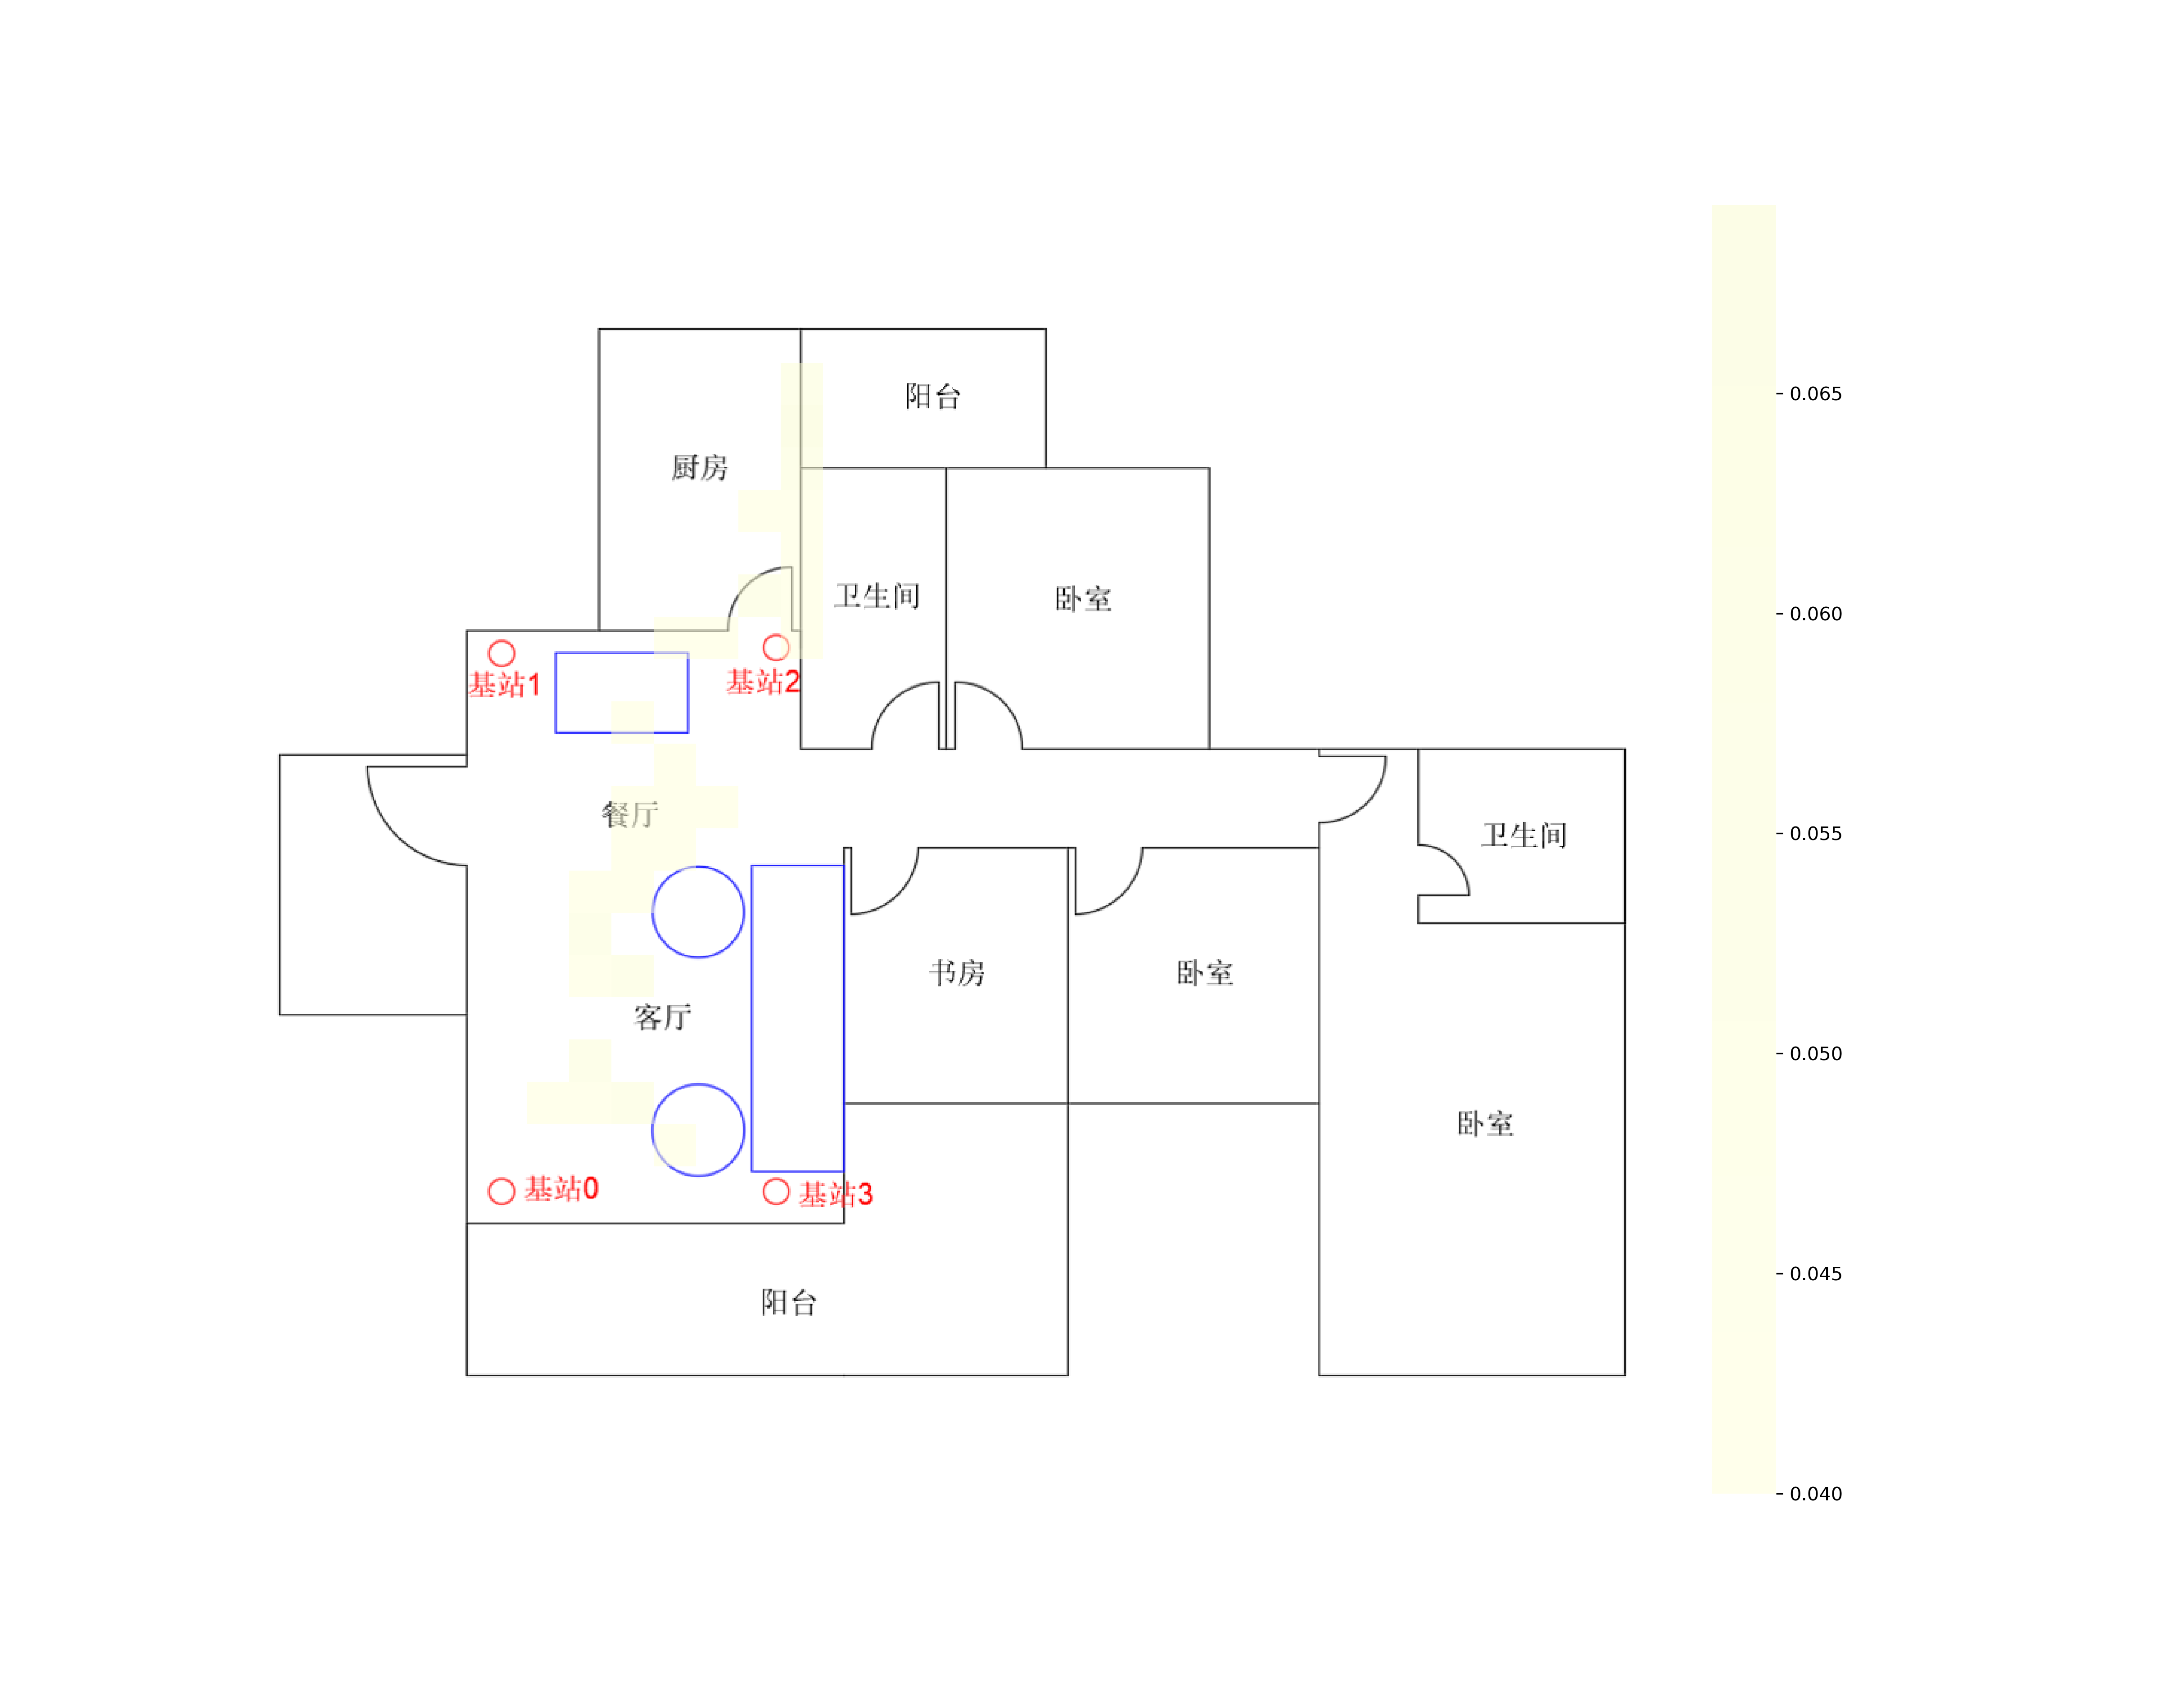 阳台
0.065
厨房
卫生间
卧室
0.060
基站1
基站2
餐厅
卫生间
0.055
书房
卧室
客厅
0.050
卧室
基站0
基站3
0.045
阳台
0.040